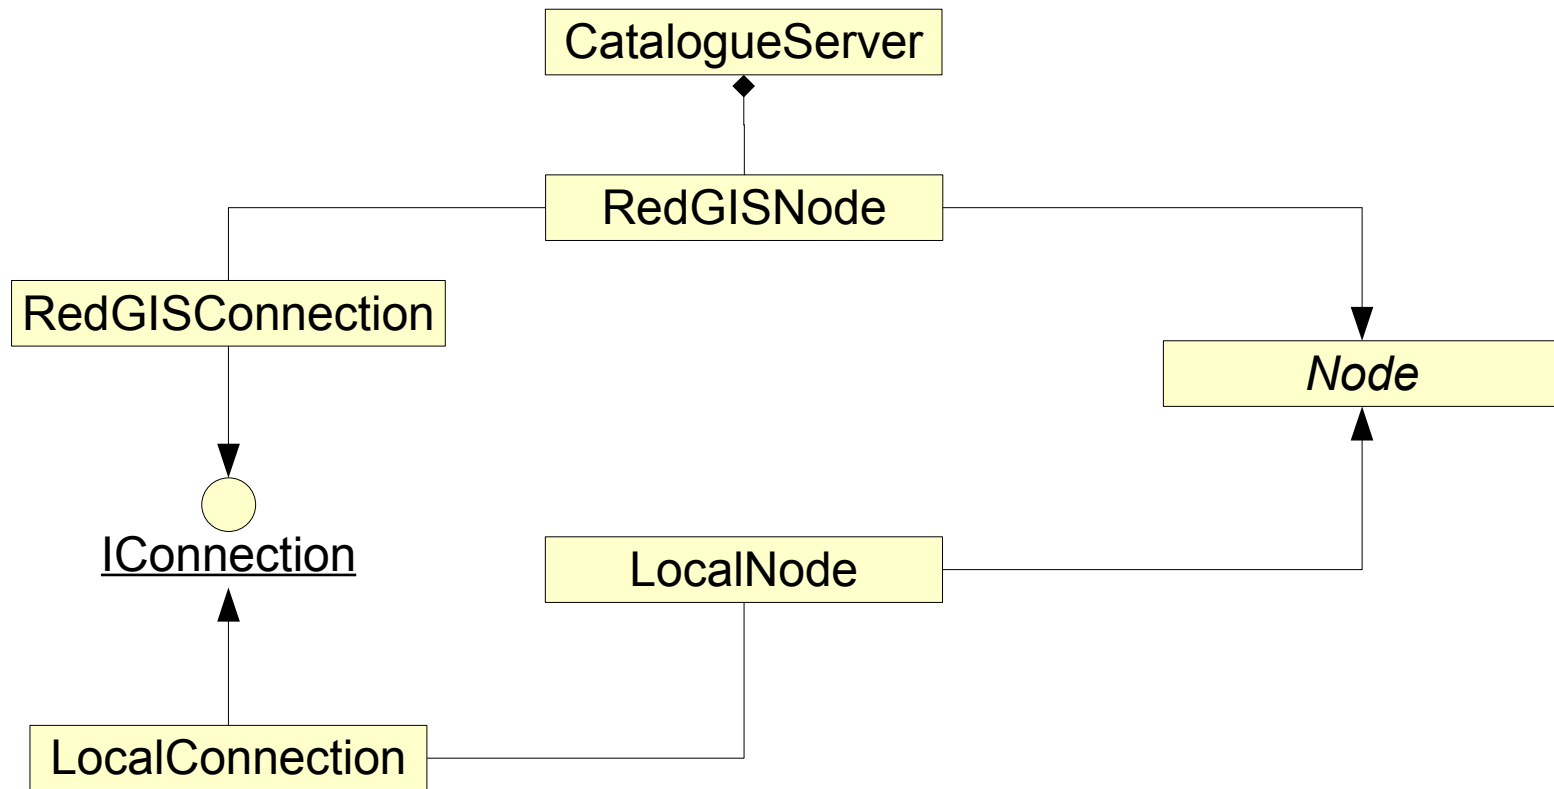 CatalogueServer
RedGISNode
RedGISConnection
Node
IConnection
LocalNode
LocalConnection